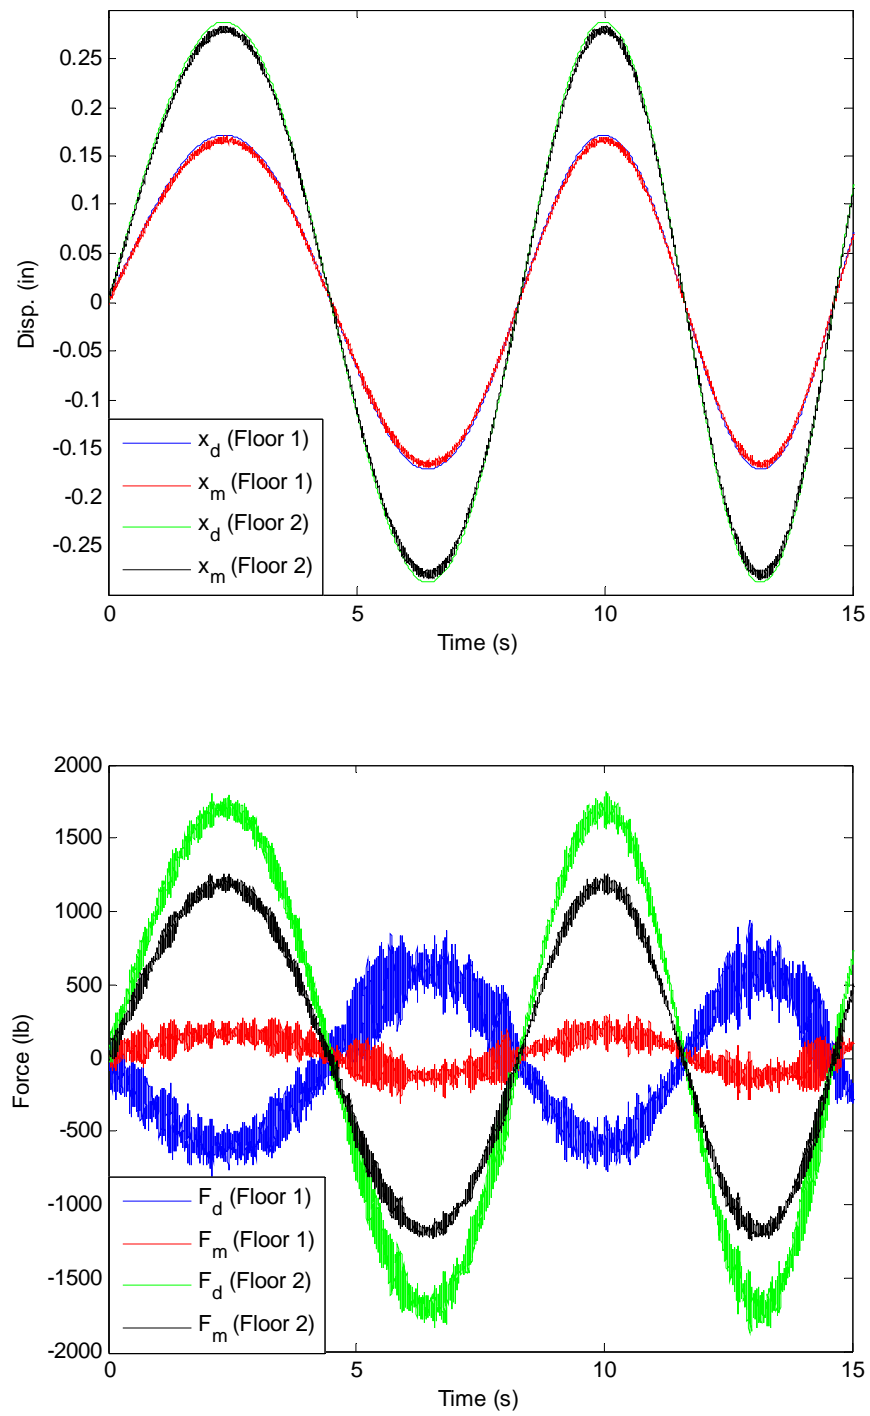 0.25
0.2
0.15
0.1
0.05
0
-0.05
-0.1
-0.15
-0.2
-0.25
Disp. (in)
x_d (Floor 1)
x_m (Floor 1)
x_d (Floor 2)
x_m (Floor 2)
0 5 10 15
Time (s)
2000
1500
1000
500
0
-500
-1000
-1500
-2000
Force (lb)
F_d (Floor 1)
F_m (Floor 1)
F_d (Floor 2)
F_m (Floor 2)
0 5 10 15
Time (s)